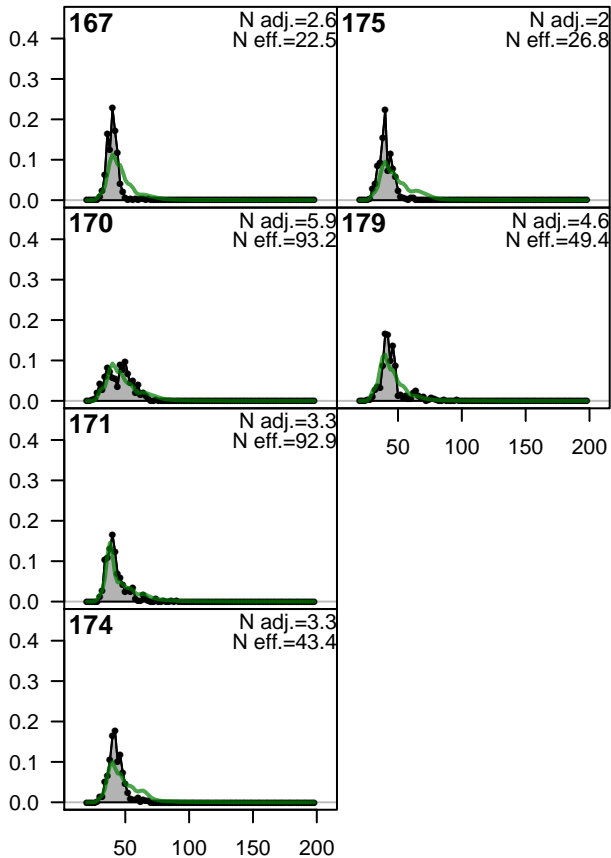 167
N adj.=2.6
N eff.=22.5
175
N adj.=2
N eff.=26.8
0.4
0.3
0.2
0.1
0.0
170
N adj.=5.9
N eff.=93.2
179
N adj.=4.6
N eff.=49.4
0.4
0.3
0.2
0.1
0.0
50 100 150 200
171
N adj.=3.3
N eff.=92.9
0.4
0.3
0.2
0.1
0.0
174
N adj.=3.3
N eff.=43.4
0.4
0.3
0.2
0.1
0.0
50 100 150 200